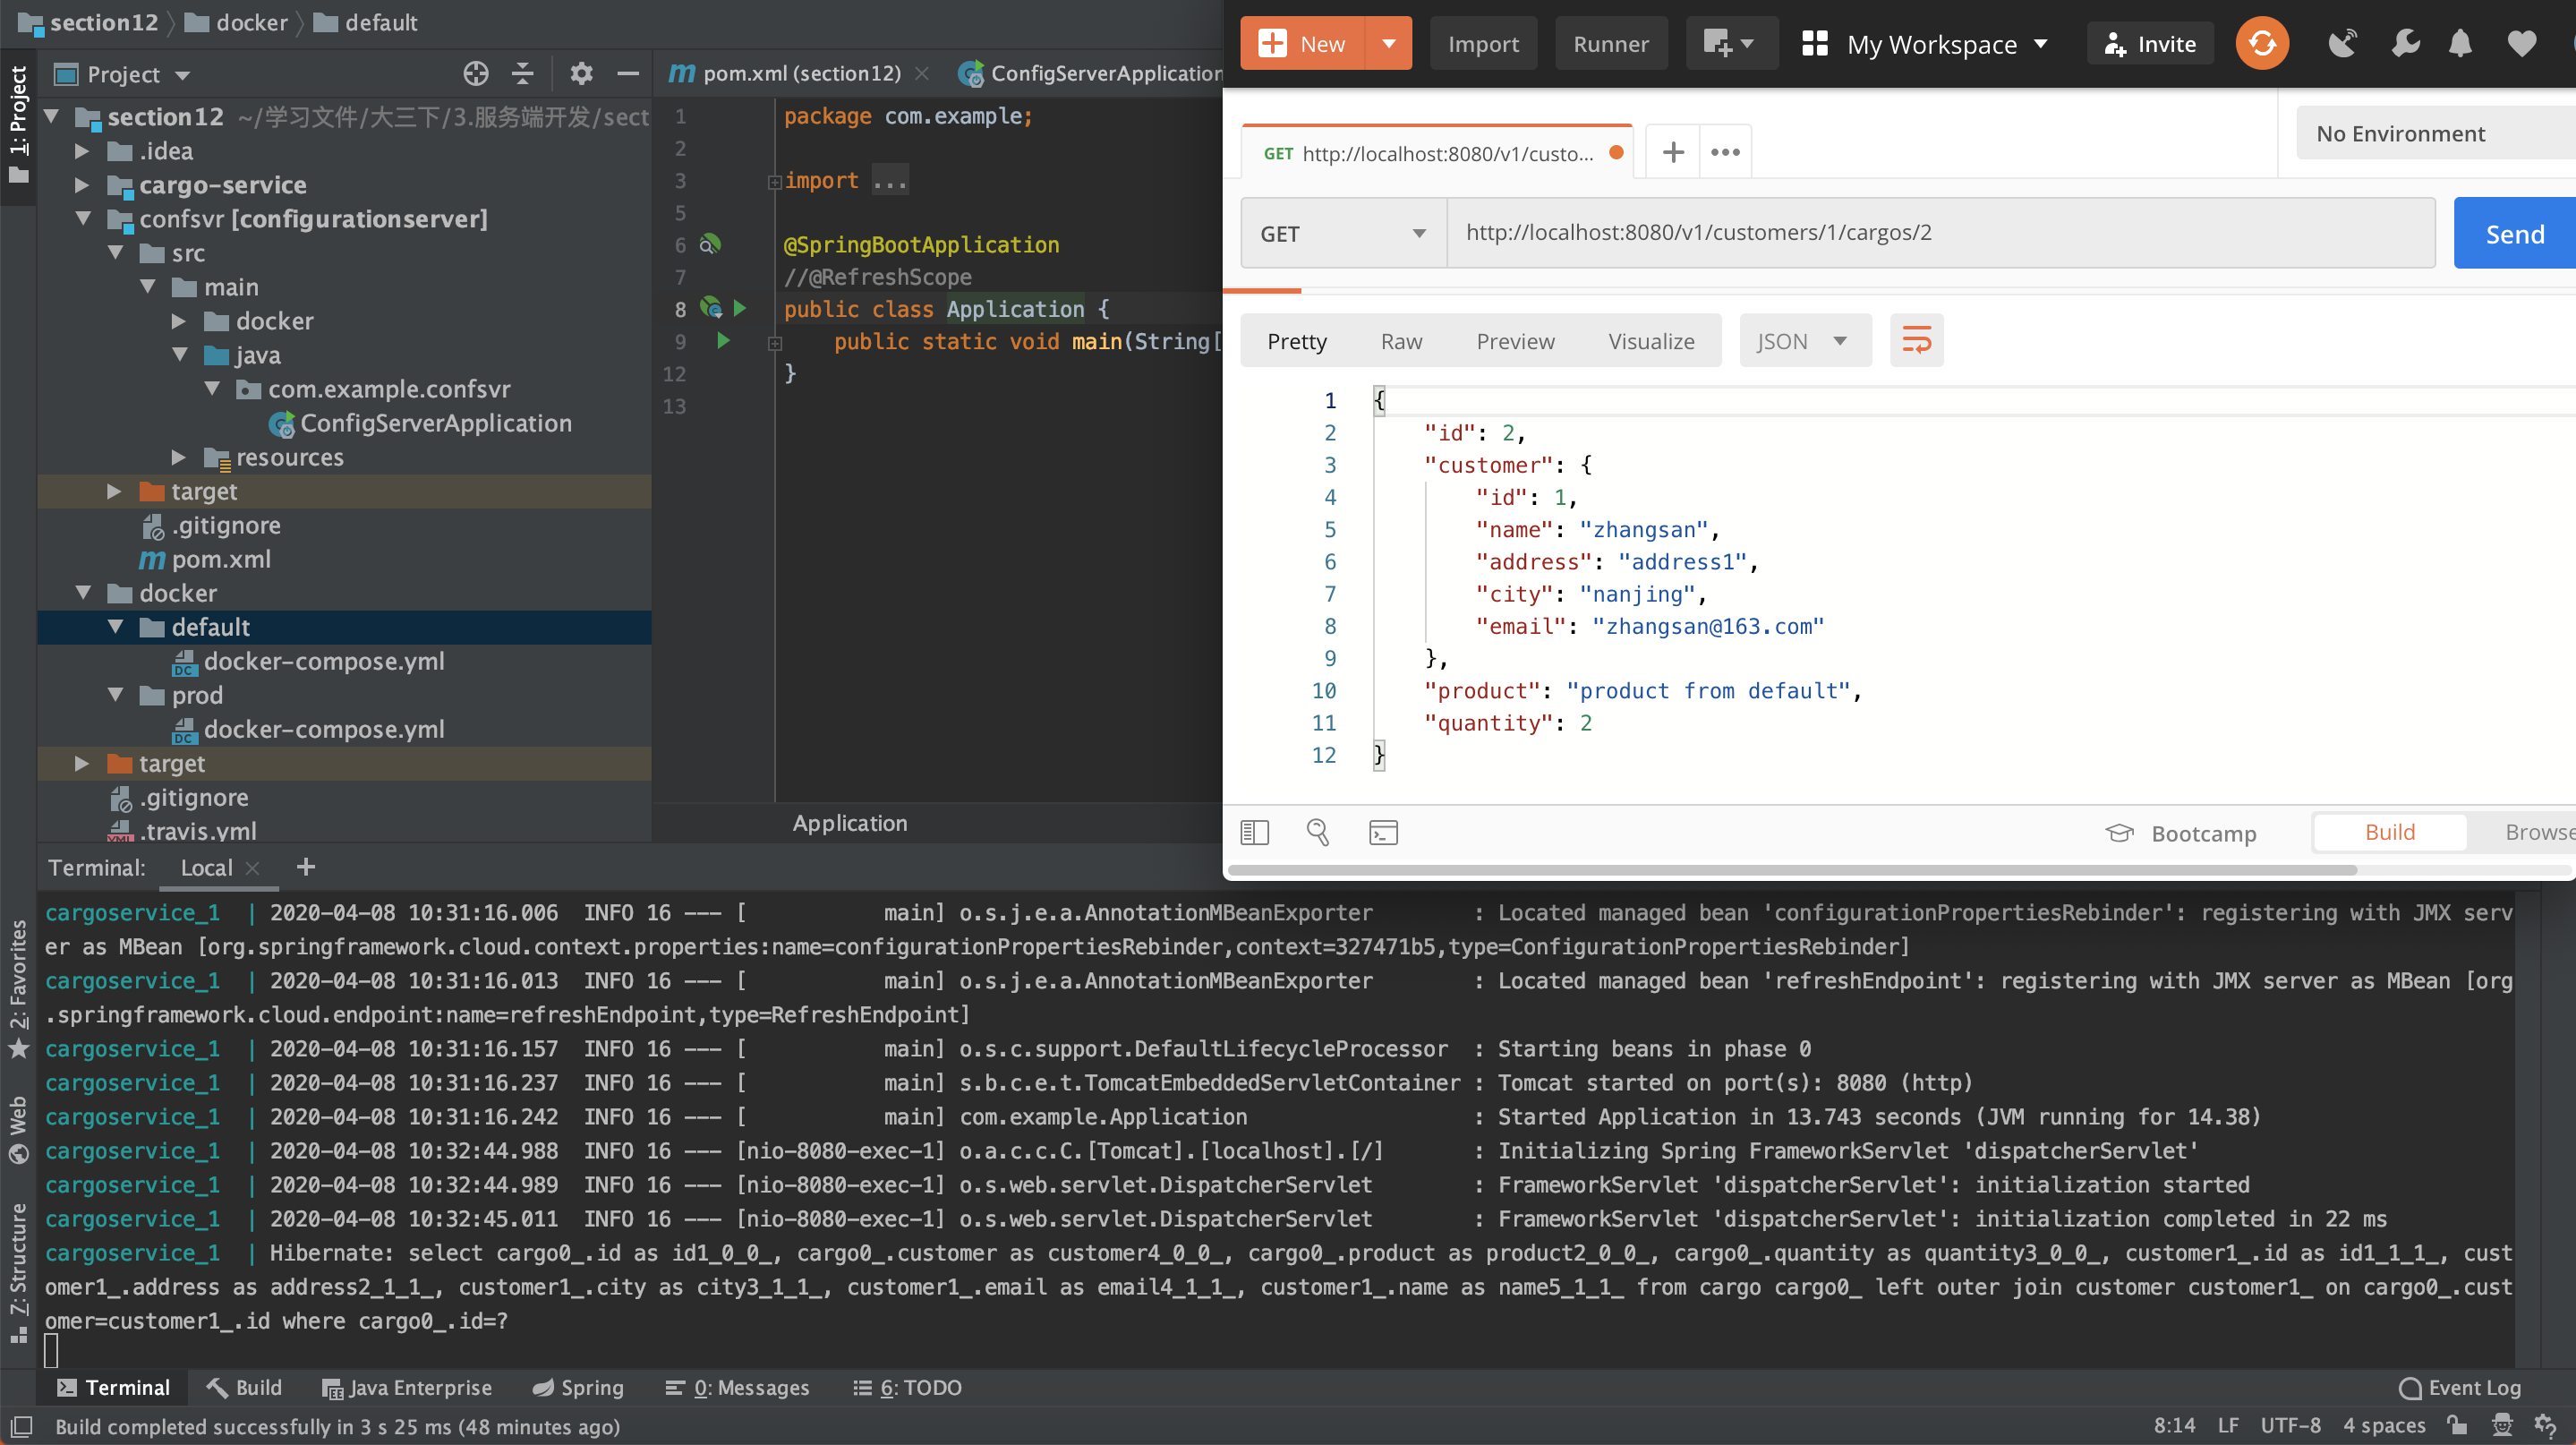 section12 docker default
Project
section12 ~/学习文件/大三下/3.服务端开发/sect
.idea
cargo-service
confsvr [configurationserver]
src
main
docker
java
com.example.confsvr
ConfigServerApplication
resources
target
.gitignore
pom.xml
docker
default
docker-compose.yml
prod
docker-compose.yml
target
.gitignore
.travis.yml
1: Project
2: Favorites
Web
7: Structure
pom.xml (section12) ConfigServerApplication
1 package com.example;
2
3 import ...
5
6 @SpringBootApplication
7 //@RefreshScope
8 public class Application {
9 public static void main(String[
12 }
13
Application
New Import Runner My Workspace Invite
GET http://localhost:8080/v1/custo... No Environment
GET http://localhost:8080/v1/customers/1/cargos/2 Send
Pretty Raw Preview Visualize JSON
1 {
2 "id": 2,
3 "customer": {
4 "id": 1,
5 "name": "zhangsan",
6 "address": "address1",
7 "city": "nanjing",
8 "email": "zhangsan@163.com"
9 },
10 "product": "product from default",
11 "quantity": 2
12 }
Bootcamp Build Browse
Terminal: Local
cargoservice_1 | 2020-04-08 10:31:16.006 INFO 16 --- [ main] o.s.j.e.a.AnnotationMBeanExporter : Located managed bean 'configurationPropertiesRebinder': registering with JMX serv
er as MBean [org.springframework.cloud.context.properties:name=configurationPropertiesRebinder,context=327471b5,type=ConfigurationPropertiesRebinder]
cargoservice_1 | 2020-04-08 10:31:16.013 INFO 16 --- [ main] o.s.j.e.a.AnnotationMBeanExporter : Located managed bean 'refreshEndpoint': registering with JMX server as MBean [org
.springframework.cloud.endpoint:name=refreshEndpoint,type=RefreshEndpoint]
cargoservice_1 | 2020-04-08 10:31:16.157 INFO 16 --- [ main] o.s.c.support.DefaultLifecycleProcessor : Starting beans in phase 0
cargoservice_1 | 2020-04-08 10:31:16.237 INFO 16 --- [ main] s.b.c.e.t.TomcatEmbeddedServletContainer : Tomcat started on port(s): 8080 (http)
cargoservice_1 | 2020-04-08 10:31:16.242 INFO 16 --- [ main] com.example.Application : Started Application in 13.743 seconds (JVM running for 14.38)
cargoservice_1 | 2020-04-08 10:32:44.988 INFO 16 --- [nio-8080-exec-1] o.a.c.c.C.[Tomcat].[localhost].[/] : Initializing Spring FrameworkServlet 'dispatcherServlet'
cargoservice_1 | 2020-04-08 10:32:44.989 INFO 16 --- [nio-8080-exec-1] o.s.web.servlet.DispatcherServlet : FrameworkServlet 'dispatcherServlet': initialization started
cargoservice_1 | 2020-04-08 10:32:45.011 INFO 16 --- [nio-8080-exec-1] o.s.web.servlet.DispatcherServlet : FrameworkServlet 'dispatcherServlet': initialization completed in 22 ms
cargoservice_1 | Hibernate: select cargo0_.id as id1_0_0_, cargo0_.customer as customer4_0_0_, cargo0_.product as product2_0_0_, cargo0_.quantity as quantity3_0_0_, customer1_.id as id1_1_1_, cust
omer1_.address as address2_1_1_, customer1_.city as city3_1_1_, customer1_.email as email4_1_1_, customer1_.name as name5_1_1_ from cargo cargo0_ left outer join customer customer1_ on cargo0_.cust
omer=customer1_.id where cargo0_.id=?
Terminal Build Java Enterprise Spring 0: Messages 6: TODO Event Log
Build completed successfully in 3 s 25 ms (48 minutes ago) 8:14 LF UTF-8 4 spaces